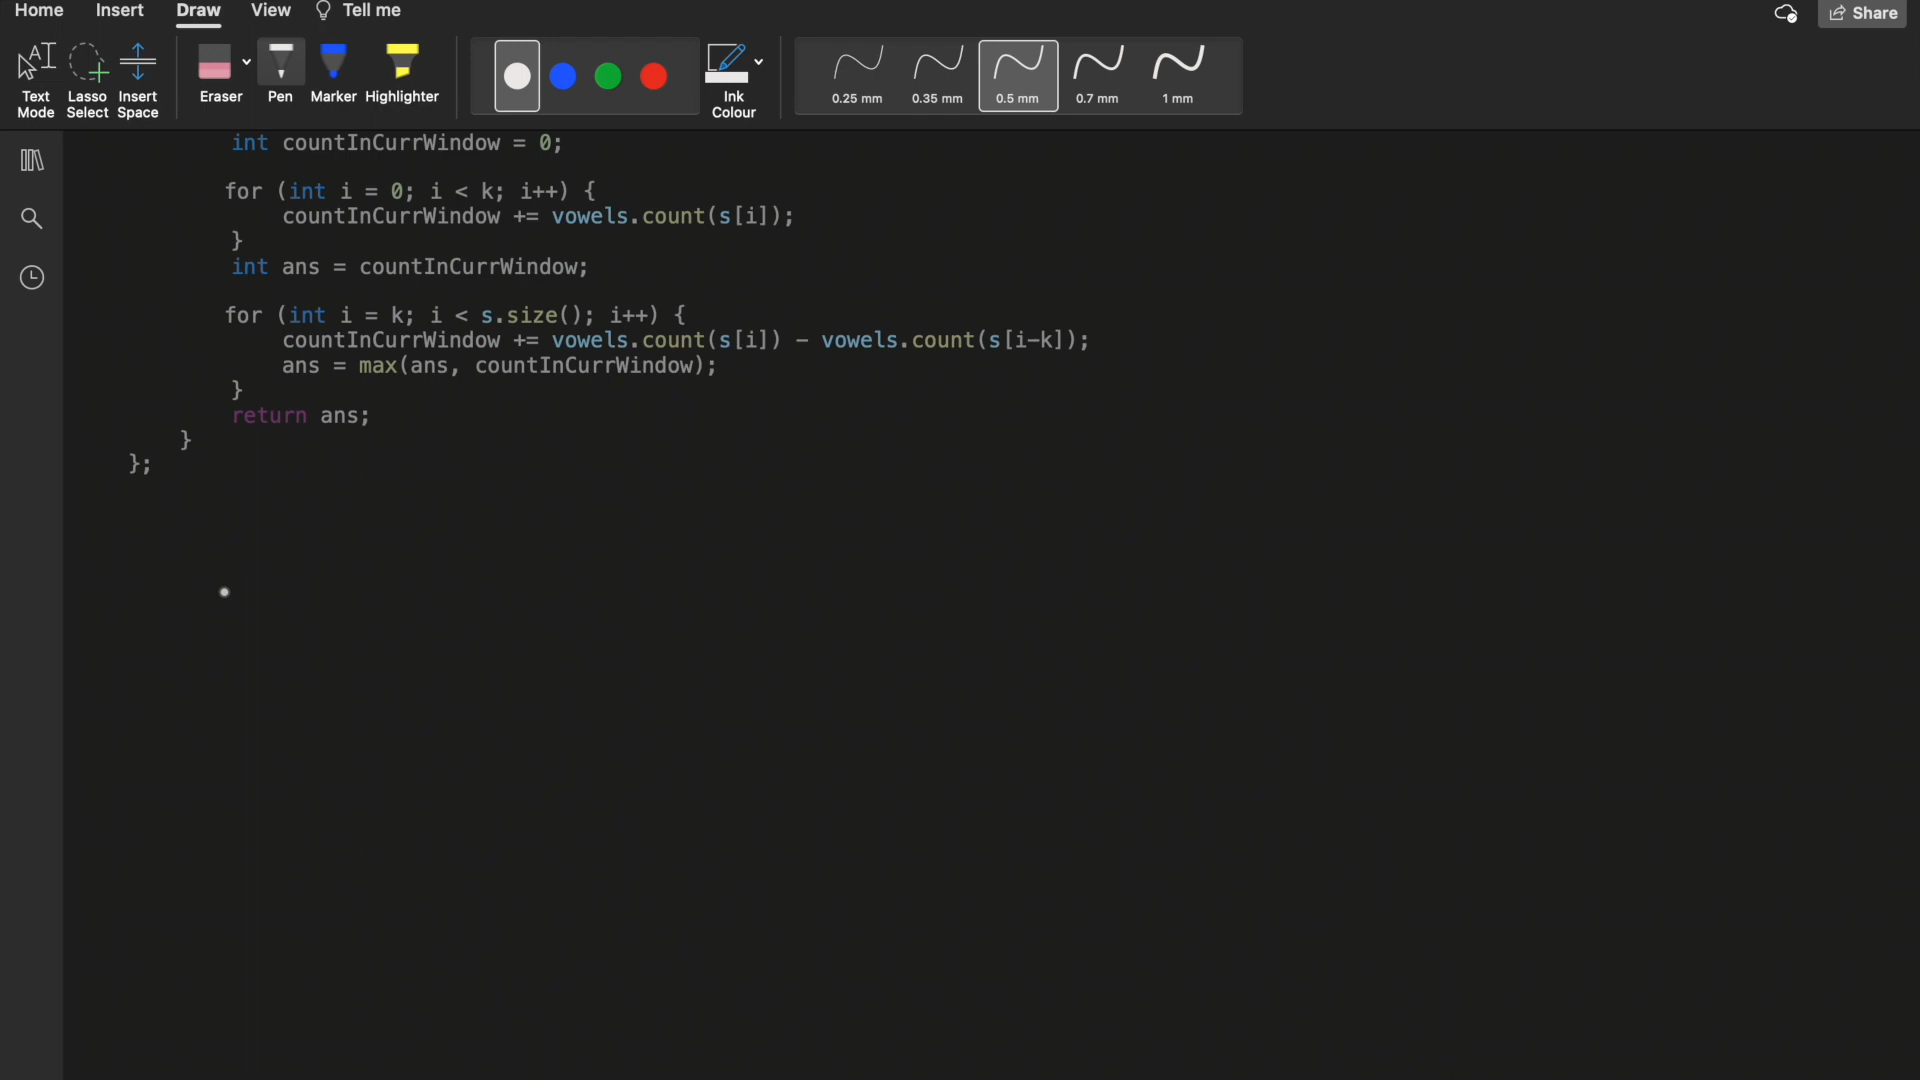 Home Insert Draw View Tell me Share
Text Mode
Lasso Select
Insert Space
Eraser
Pen
Marker
Highlighter
Ink Colour
0.25 mm
0.35 mm
0.5 mm
0.7 mm
1 mm
int countInCurrWindow = 0;
for (int i = 0; i < k; i++) {
countInCurrWindow += vowels.count(s[i]);
}
int ans = countInCurrWindow;
for (int i = k; i < s.size(); i++) {
countInCurrWindow += vowels.count(s[i]) – vowels.count(s[i–k]);
ans = max(ans, countInCurrWindow);
}
return ans;
}
};